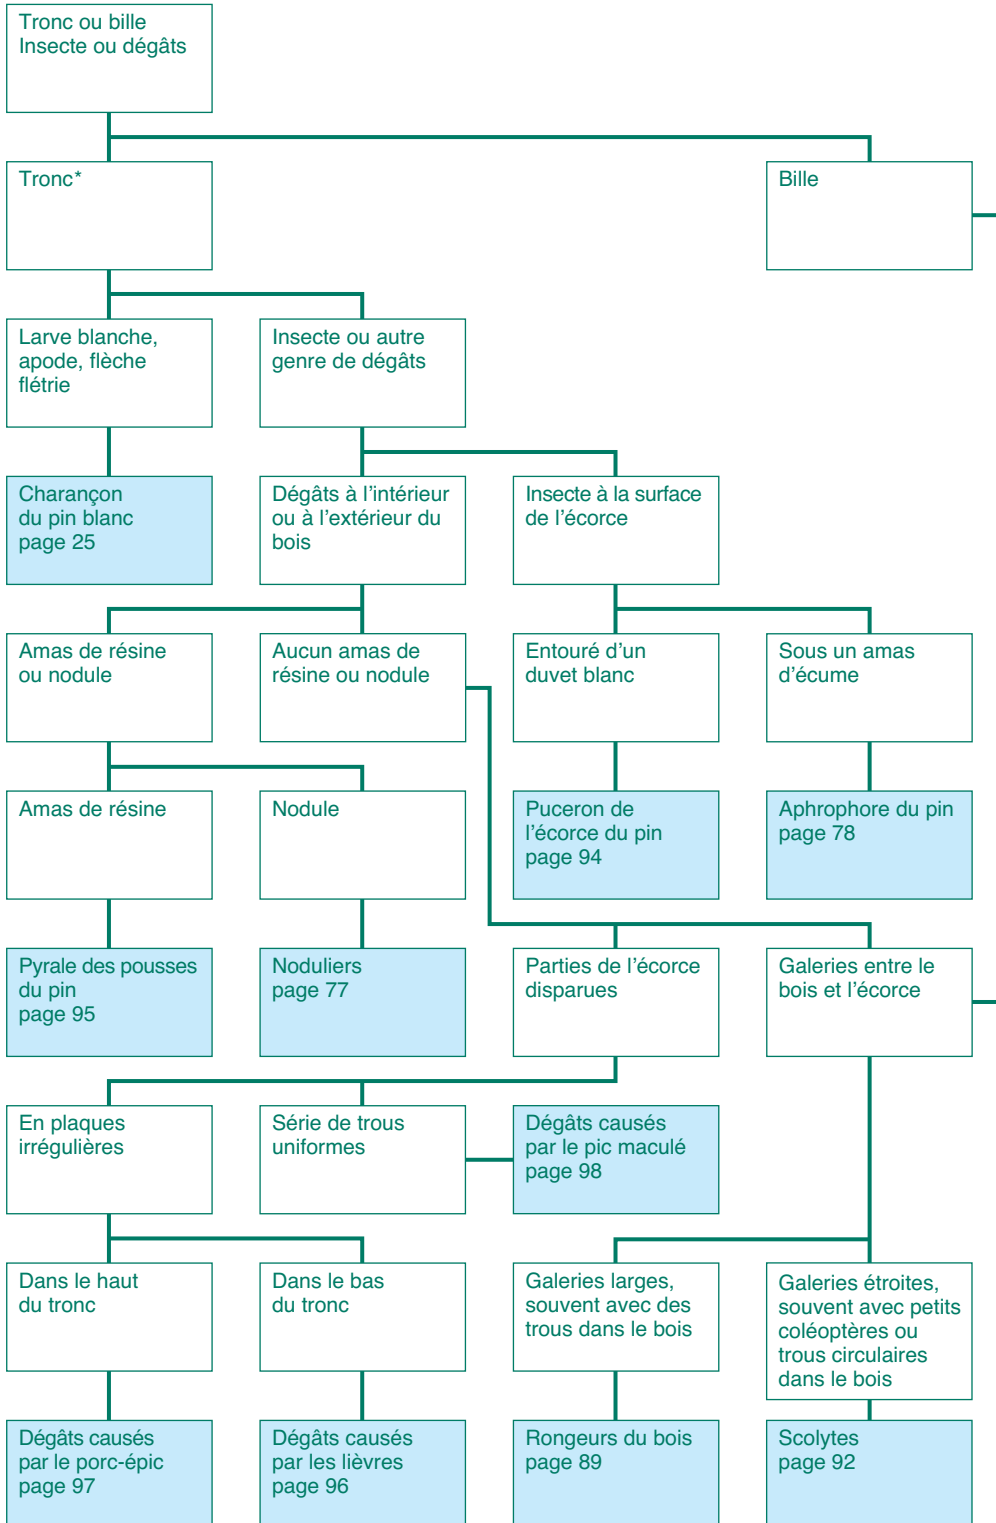 Tronc ou bille
Insecte ou dégâts
Tronc*
Bille
Larve blanche,
apode, flèche
flétrie
Insecte ou autre
genre de dégâts
Charançon
du pin blanc
page 25
Dégâts à l'intérieur
ou à l'extérieur du
bois
Insecte à la surface
de l'écorce
Amas de résine
ou nodule
Aucun amas de
résine ou nodule
Entouré d'un
duvet blanc
Sous un amas
d'écume
Amas de résine
Nodule
Puceron de
l'écorce du pin
page 94
Aphrophore du pin
page 78
Pyrale des pousses
du pin
page 95
Noduliers
page 77
Parties de l'écorce
disparues
Galeries entre le
bois et l'écorce
En plaques
irrégulières
Série de trous
uniformes
Dégâts causés
par le pic maculé
page 98
Dans le haut
du tronc
Dans le bas
du tronc
Galeries larges,
souvent avec des
trous dans le bois
Galeries étroites,
souvent avec petits
coléoptères ou
trous circulaires
dans le bois
Dégâts causés
par le porc-épic
page 97
Dégâts causés
par les lièvres
page 96
Rongeurs du bois
page 89
Scolytes
page 92